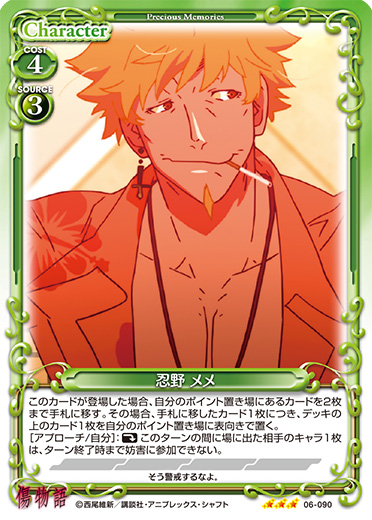 Precious Memories
Character
COST
4
SOURCE
3
忍野 メメ
このカードが登場した場合、自分のポイント置き場にあるカードを2枚
まで手札に移す。その場合、手札に移したカード1枚につき、デッキの
上のカード1枚を自分のポイント置き場に表向きで置く。
[アプローチ/自分]: このターンの間に場に出た相手のキャラ1枚
は、ターン終了時まで妨害に参加できない。
そう警戒するなよ。
傷物語
©西尾維新/講談社・アニプレックス・シャフト
06-090